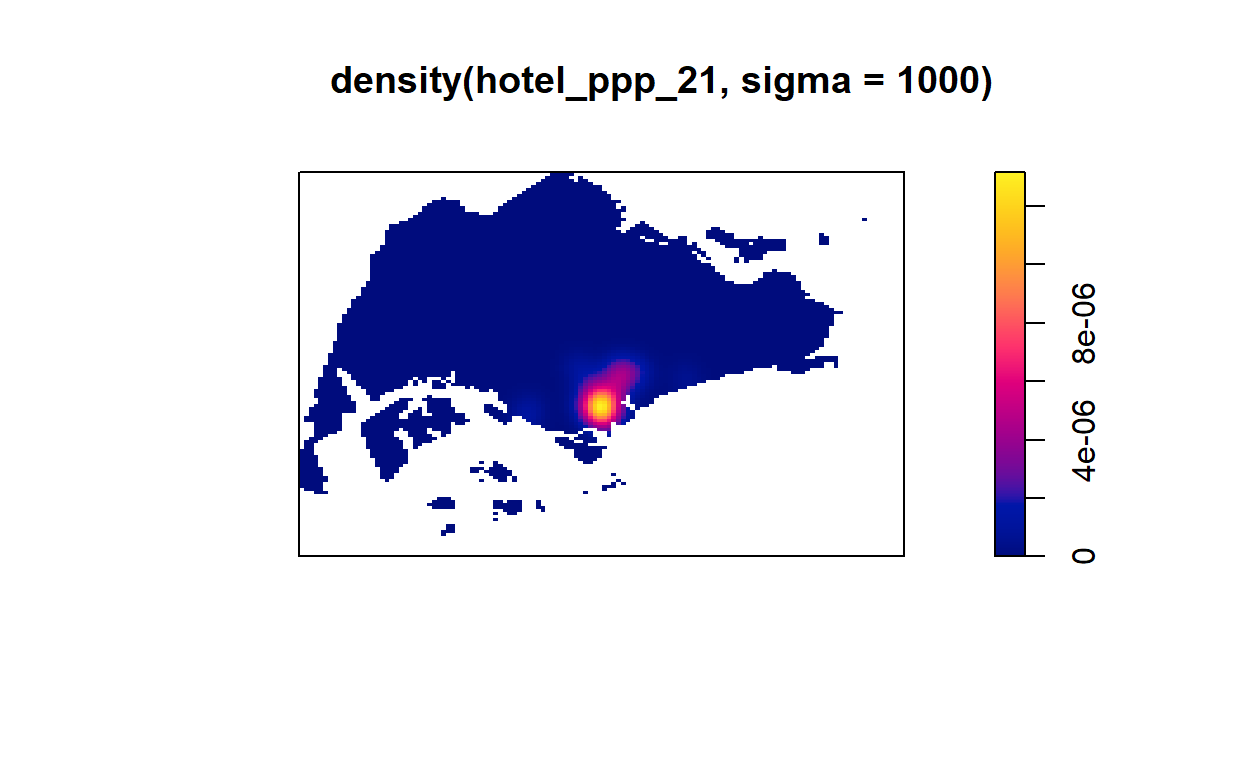 density(hotel_ppp_21, sigma = 1000)
8e-06
4e-06
0